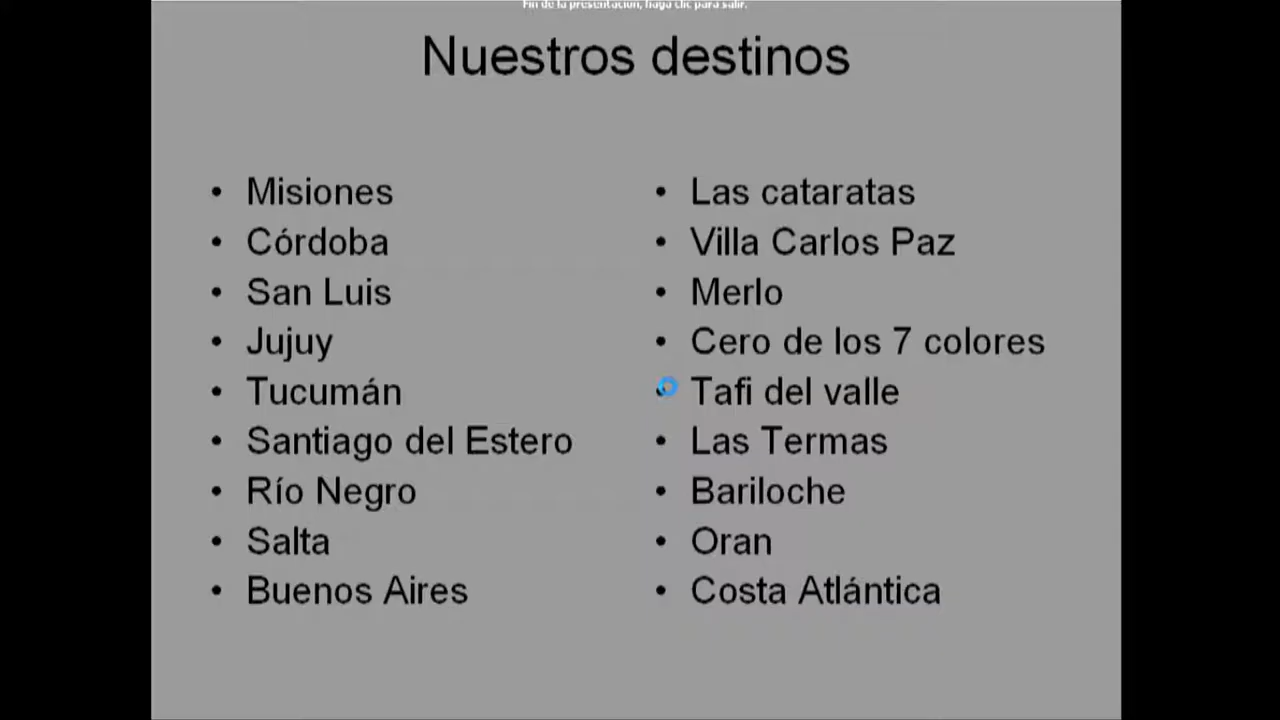 Fin de la presentación, haga clic para salir.
Nuestros destinos
• Misiones
• Córdoba
• San Luis
• Jujuy
• Tucumán
• Santiago del Estero
• Río Negro
• Salta
• Buenos Aires
• Las cataratas
• Villa Carlos Paz
• Merlo
• Cero de los 7 colores
• Tafi del valle
• Las Termas
• Bariloche
• Oran
• Costa Atlántica